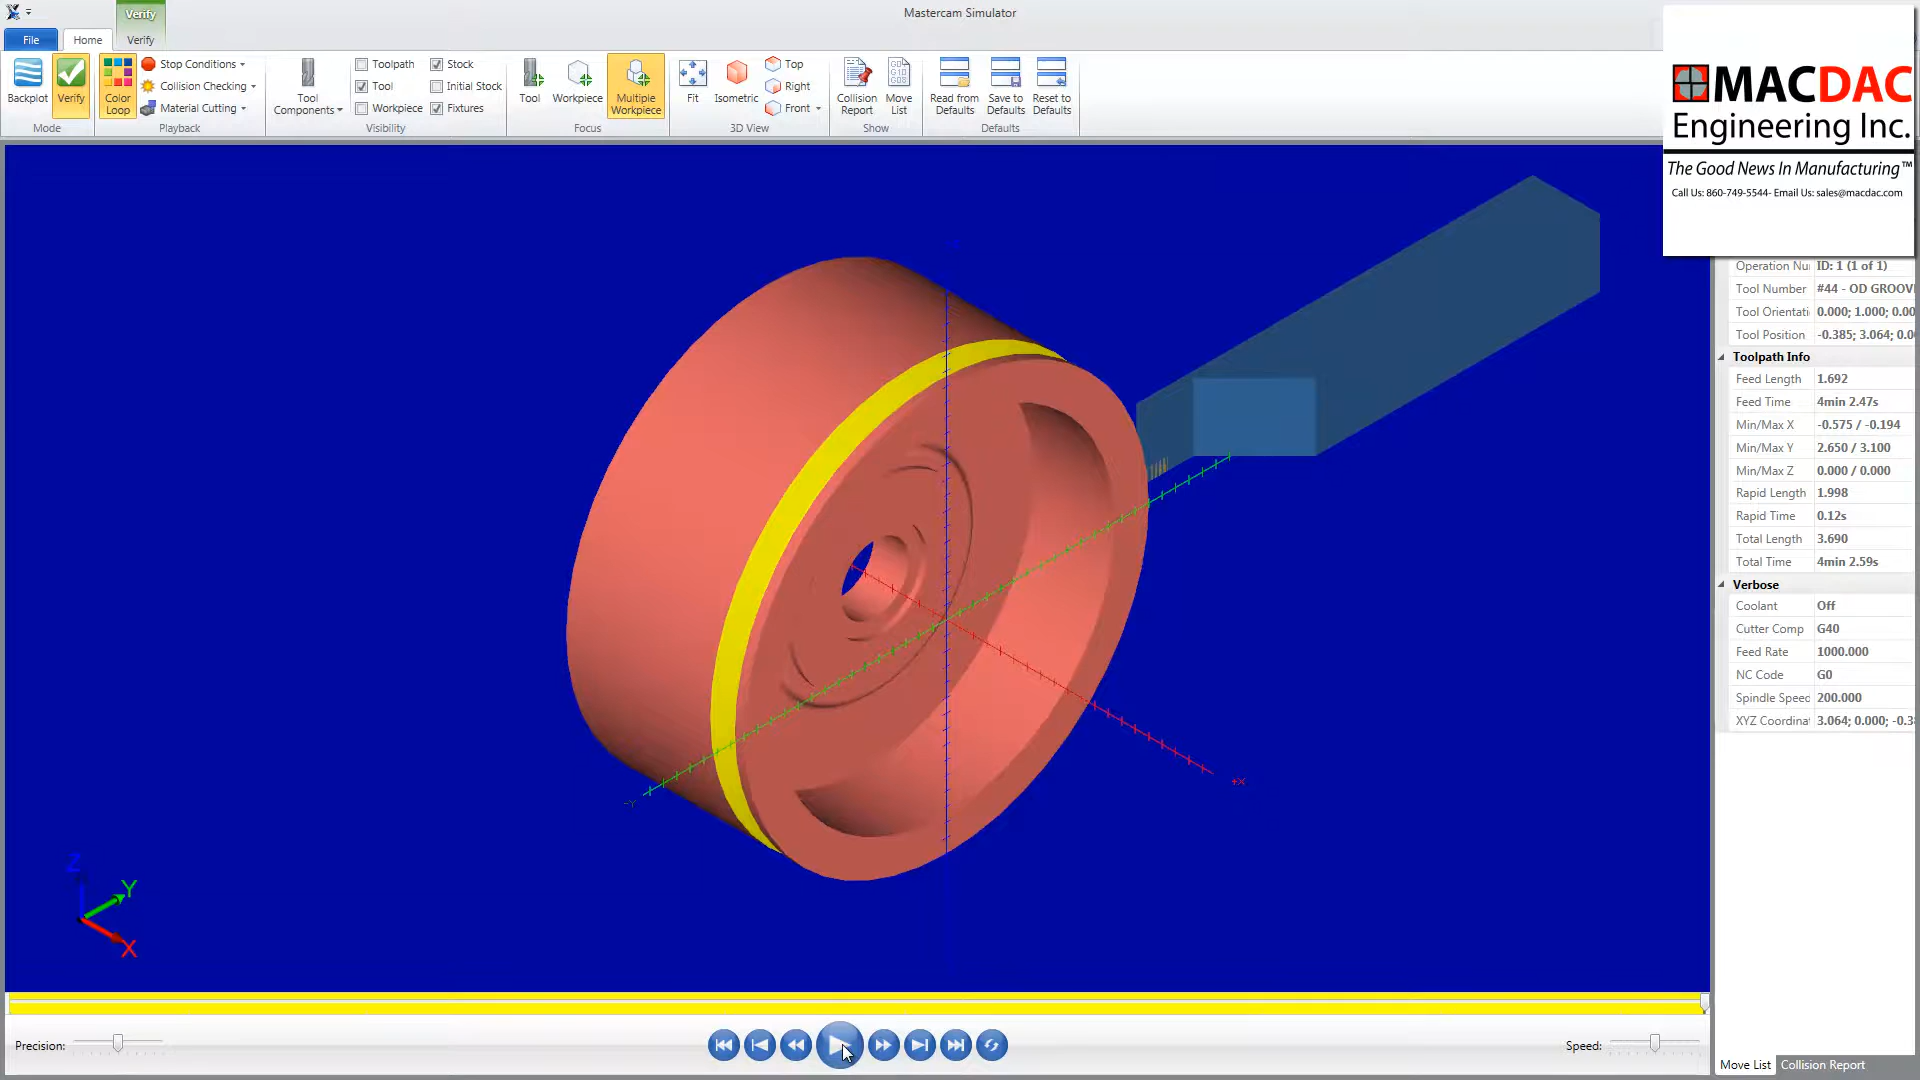 Verify
Mastercam Simulator
File
Home
Verify
Backplot
Verify
Mode
Color Loop
Stop Conditions
Collision Checking
Material Cutting
Playback
Tool Components
Toolpath
Tool
Workpiece
Stock
Initial Stock
Fixtures
Visibility
Tool
Workpiece
Multiple Workpiece
Focus
Fit
Isometric
Top
Right
Front
3D View
Collision Report
Move List
Show
Read from Defaults
Save to Defaults
Reset to Defaults
Defaults
MACDAC
Engineering Inc.
The Good News In Manufacturing™
Call Us: 860-749-5544- Email Us: sales@macdac.com
Operation Nu ID: 1 (1 of 1)
Tool Number #44 - OD GROOV
Tool Orientati 0.000; 1.000; 0.00
Tool Position -0.385; 3.064; 0.0
Toolpath Info
Feed Length 1.692
Feed Time 4min 2.47s
Min/Max X -0.575 / -0.194
Min/Max Y 2.650 / 3.100
Min/Max Z 0.000 / 0.000
Rapid Length 1.998
Rapid Time 0.12s
Total Length 3.690
Total Time 4min 2.59s
Verbose
Coolant Off
Cutter Comp G40
Feed Rate 1000.000
NC Code G0
Spindle Speed 200.000
XYZ Coordinat 3.064; 0.000; -0.3
+X
-Y
Z
Y
X
Precision:
Speed:
Move List
Collision Report